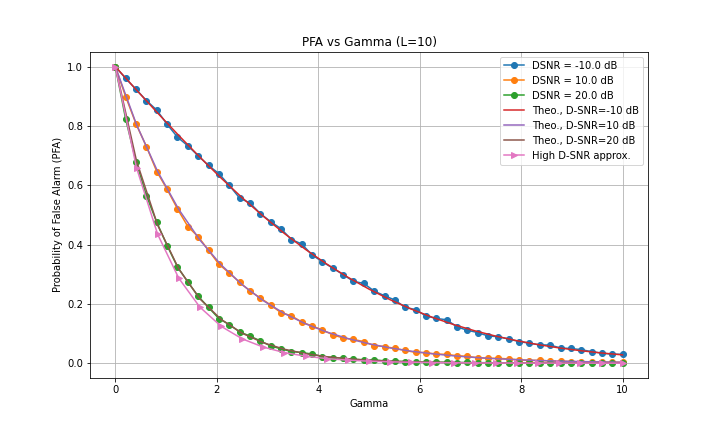 PFA vs Gamma (L=10)
DSNR = -10.0 dB
DSNR = 10.0 dB
DSNR = 20.0 dB
Theo., D-SNR=-10 dB
Theo., D-SNR=10 dB
Theo., D-SNR=20 dB
High D-SNR approx.
Probability of False Alarm (PFA)
1.0
0.8
0.6
0.4
0.2
0.0
0 2 4 6 8 10
Gamma